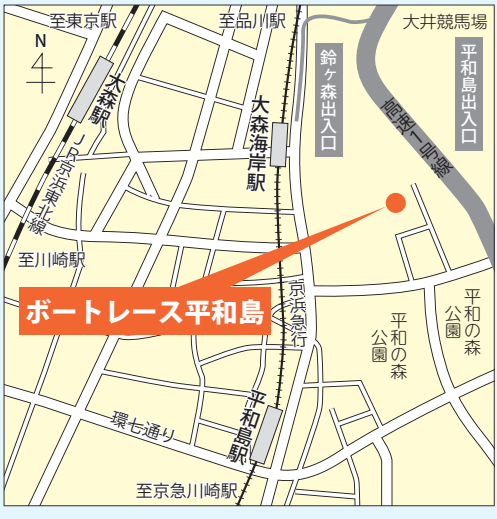 至東京駅
至品川駅
大井競馬場
N
鈴ヶ森出入口
平和島出入口
大森駅
大森海岸駅
高速1号線
JR京浜東北線
至川崎駅
ボートレース平和島
京浜急行
平和の森
公園
平和の森
公園
環七通り
平和島駅
至京急川崎駅